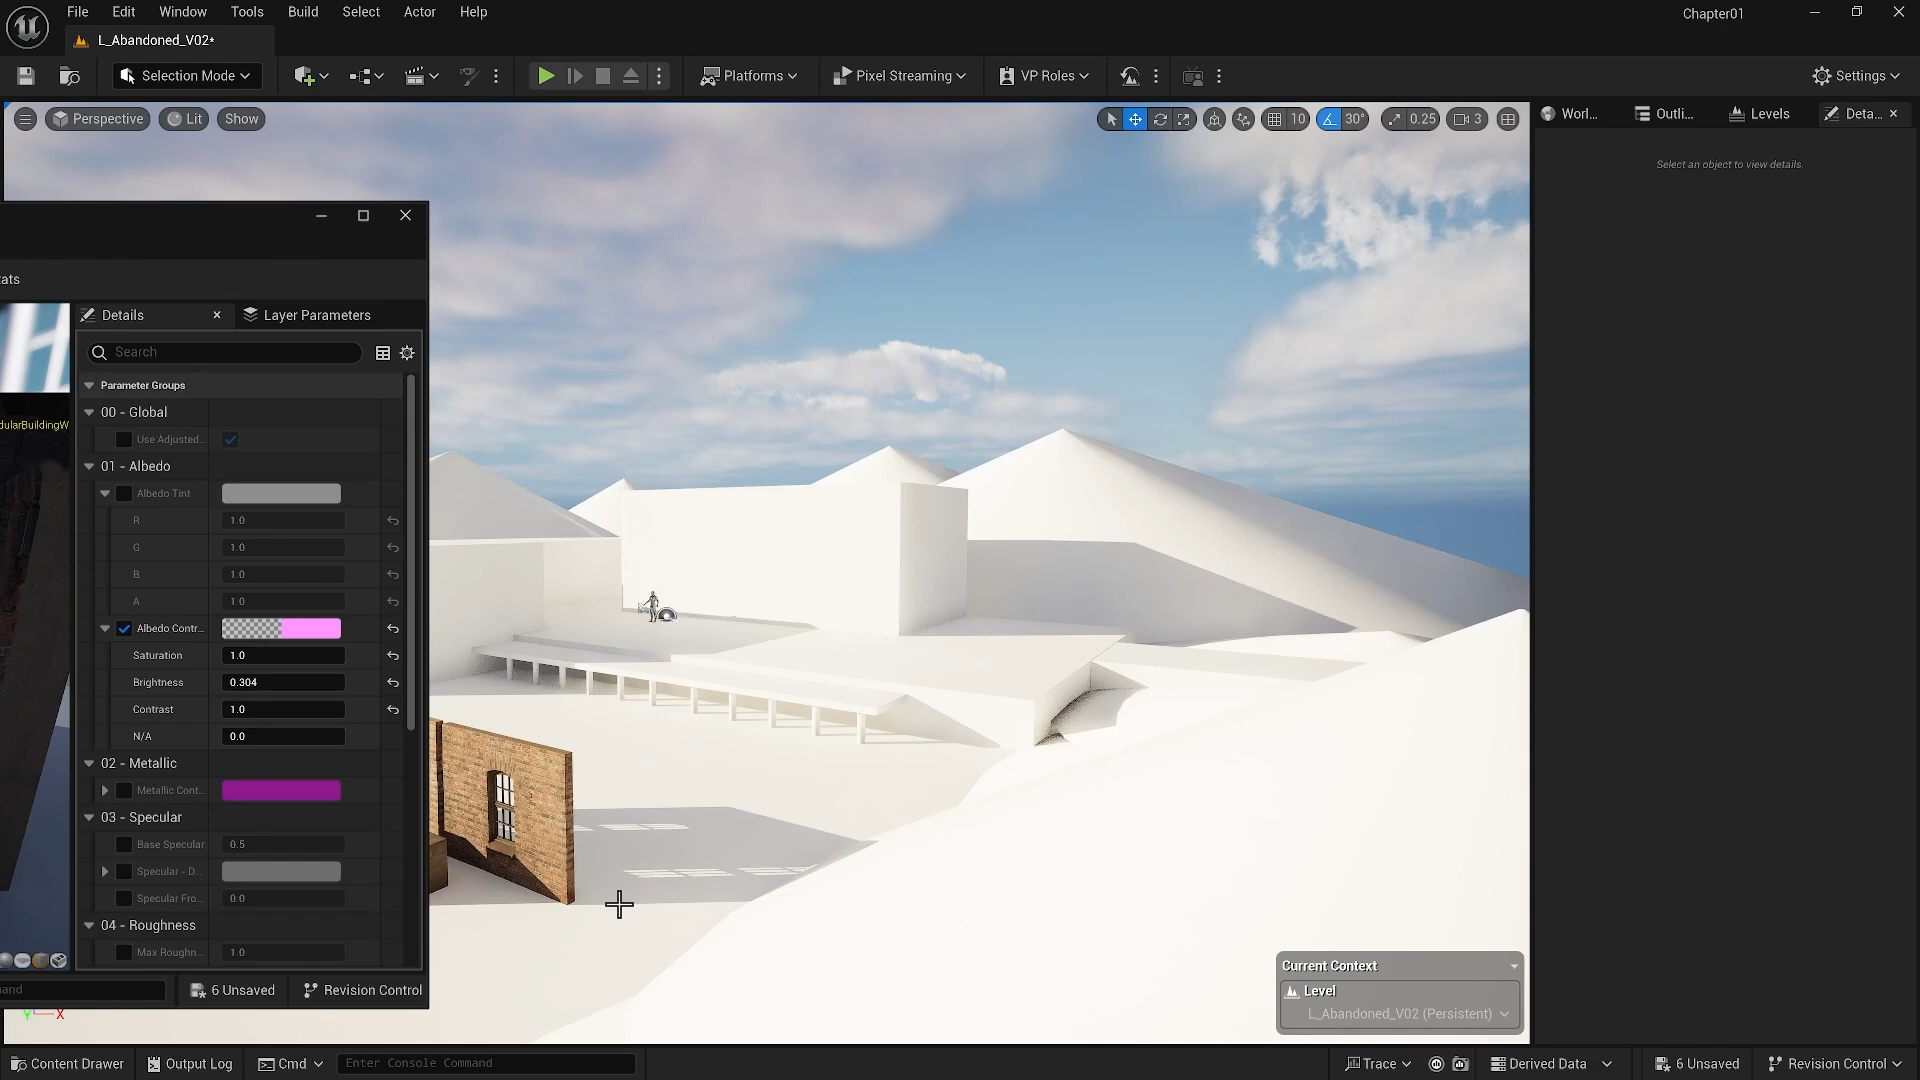 File Edit Window Tools Build Select Actor Help
Chapter01
L_Abandoned_V02*
Selection Mode
Platforms
Pixel Streaming
VP Roles
Settings
Perspective
Lit
Show
10
30°
0.25
3
Worl...
Outli...
Levels
Deta...
Select an object to view details.
ats
Details
Layer Parameters
Search
Parameter Groups
00 - Global
dularBuildingW
Use Adjusted...
01 - Albedo
Albedo Tint
R 1.0
G 1.0
B 1.0
A 1.0
Albedo Contr...
Saturation 1.0
Brightness 0.304
Contrast 1.0
N/A 0.0
02 - Metallic
Metallic Cont...
03 - Specular
Base Specular 0.5
Specular - D...
Specular Fro... 0.0
04 - Roughness
Max Roughn... 1.0
and
6 Unsaved
Revision Control
Y X
Current Context
Level
L_Abandoned_V02 (Persistent)
Content Drawer
Output Log
Cmd
Enter Console Command
Trace
Derived Data
6 Unsaved
Revision Control